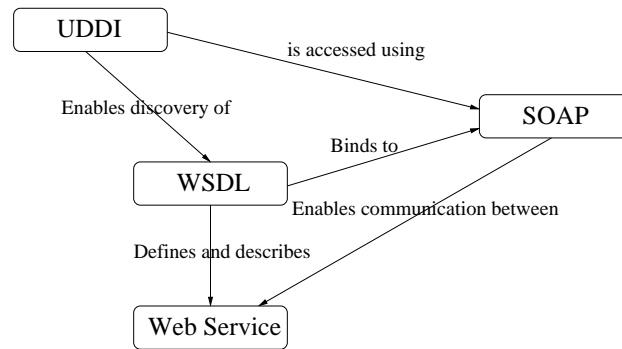 UDDI
is accessed using
Enables discovery of
SOAP
Binds to
WSDL
Enables communication between
Defines and describes
Web Service